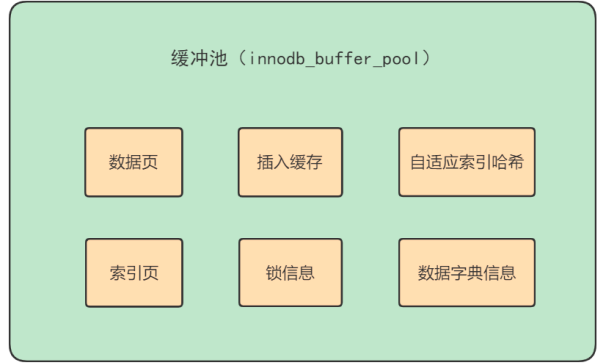 缓冲池（innodb_buffer_pool）
数据页
插入缓存
自适应索引哈希
索引页
锁信息
数据字典信息